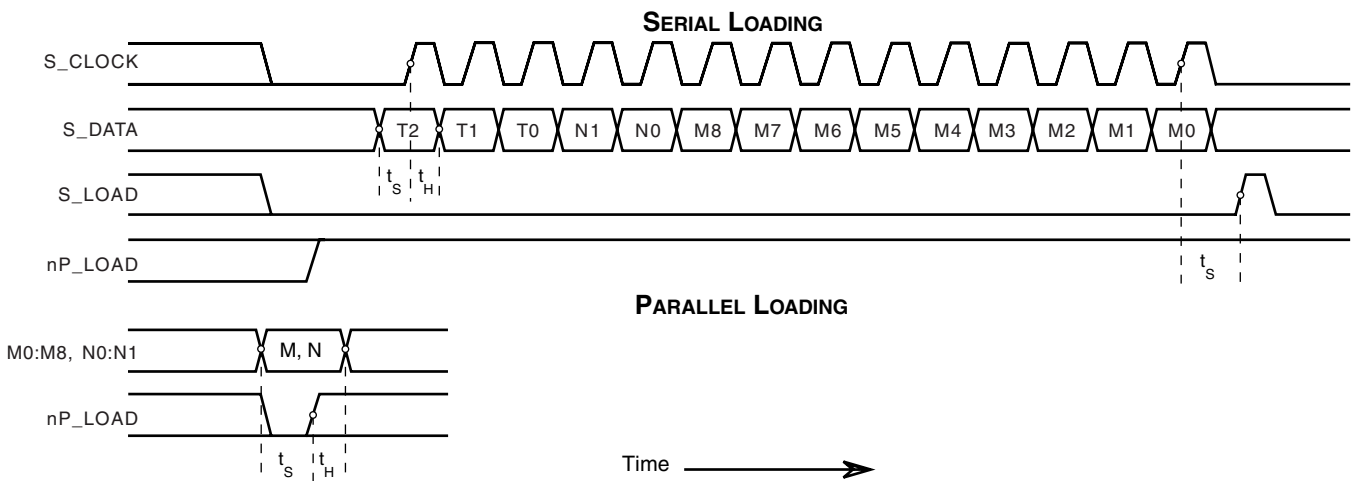 SERIAL LOADING
S_CLOCK
S_DATA T2 T1 T0 N1 N0 M8 M7 M6 M5 M4 M3 M2 M1 M0
tS tH
S_LOAD
nP_LOAD
tS
PARALLEL LOADING
M0:M8, N0:N1 M, N
nP_LOAD
tS tH
Time